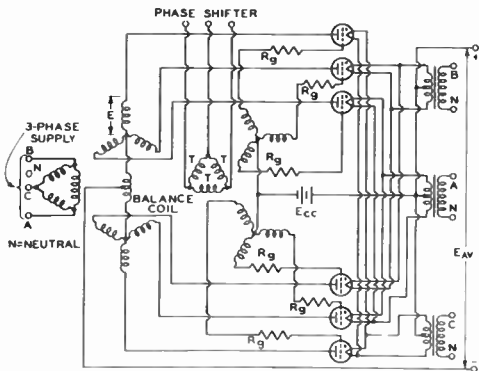 PHASE SHIFTER
Rg
Rg
B
N
E
3-PHASE
SUPPLY
B
N
C
A
N=NEUTRAL
T
T
T
Rg
BALANCE
COIL
Ecc
A
N
EAV
Rg
Rg
Rg
C
N
+
-